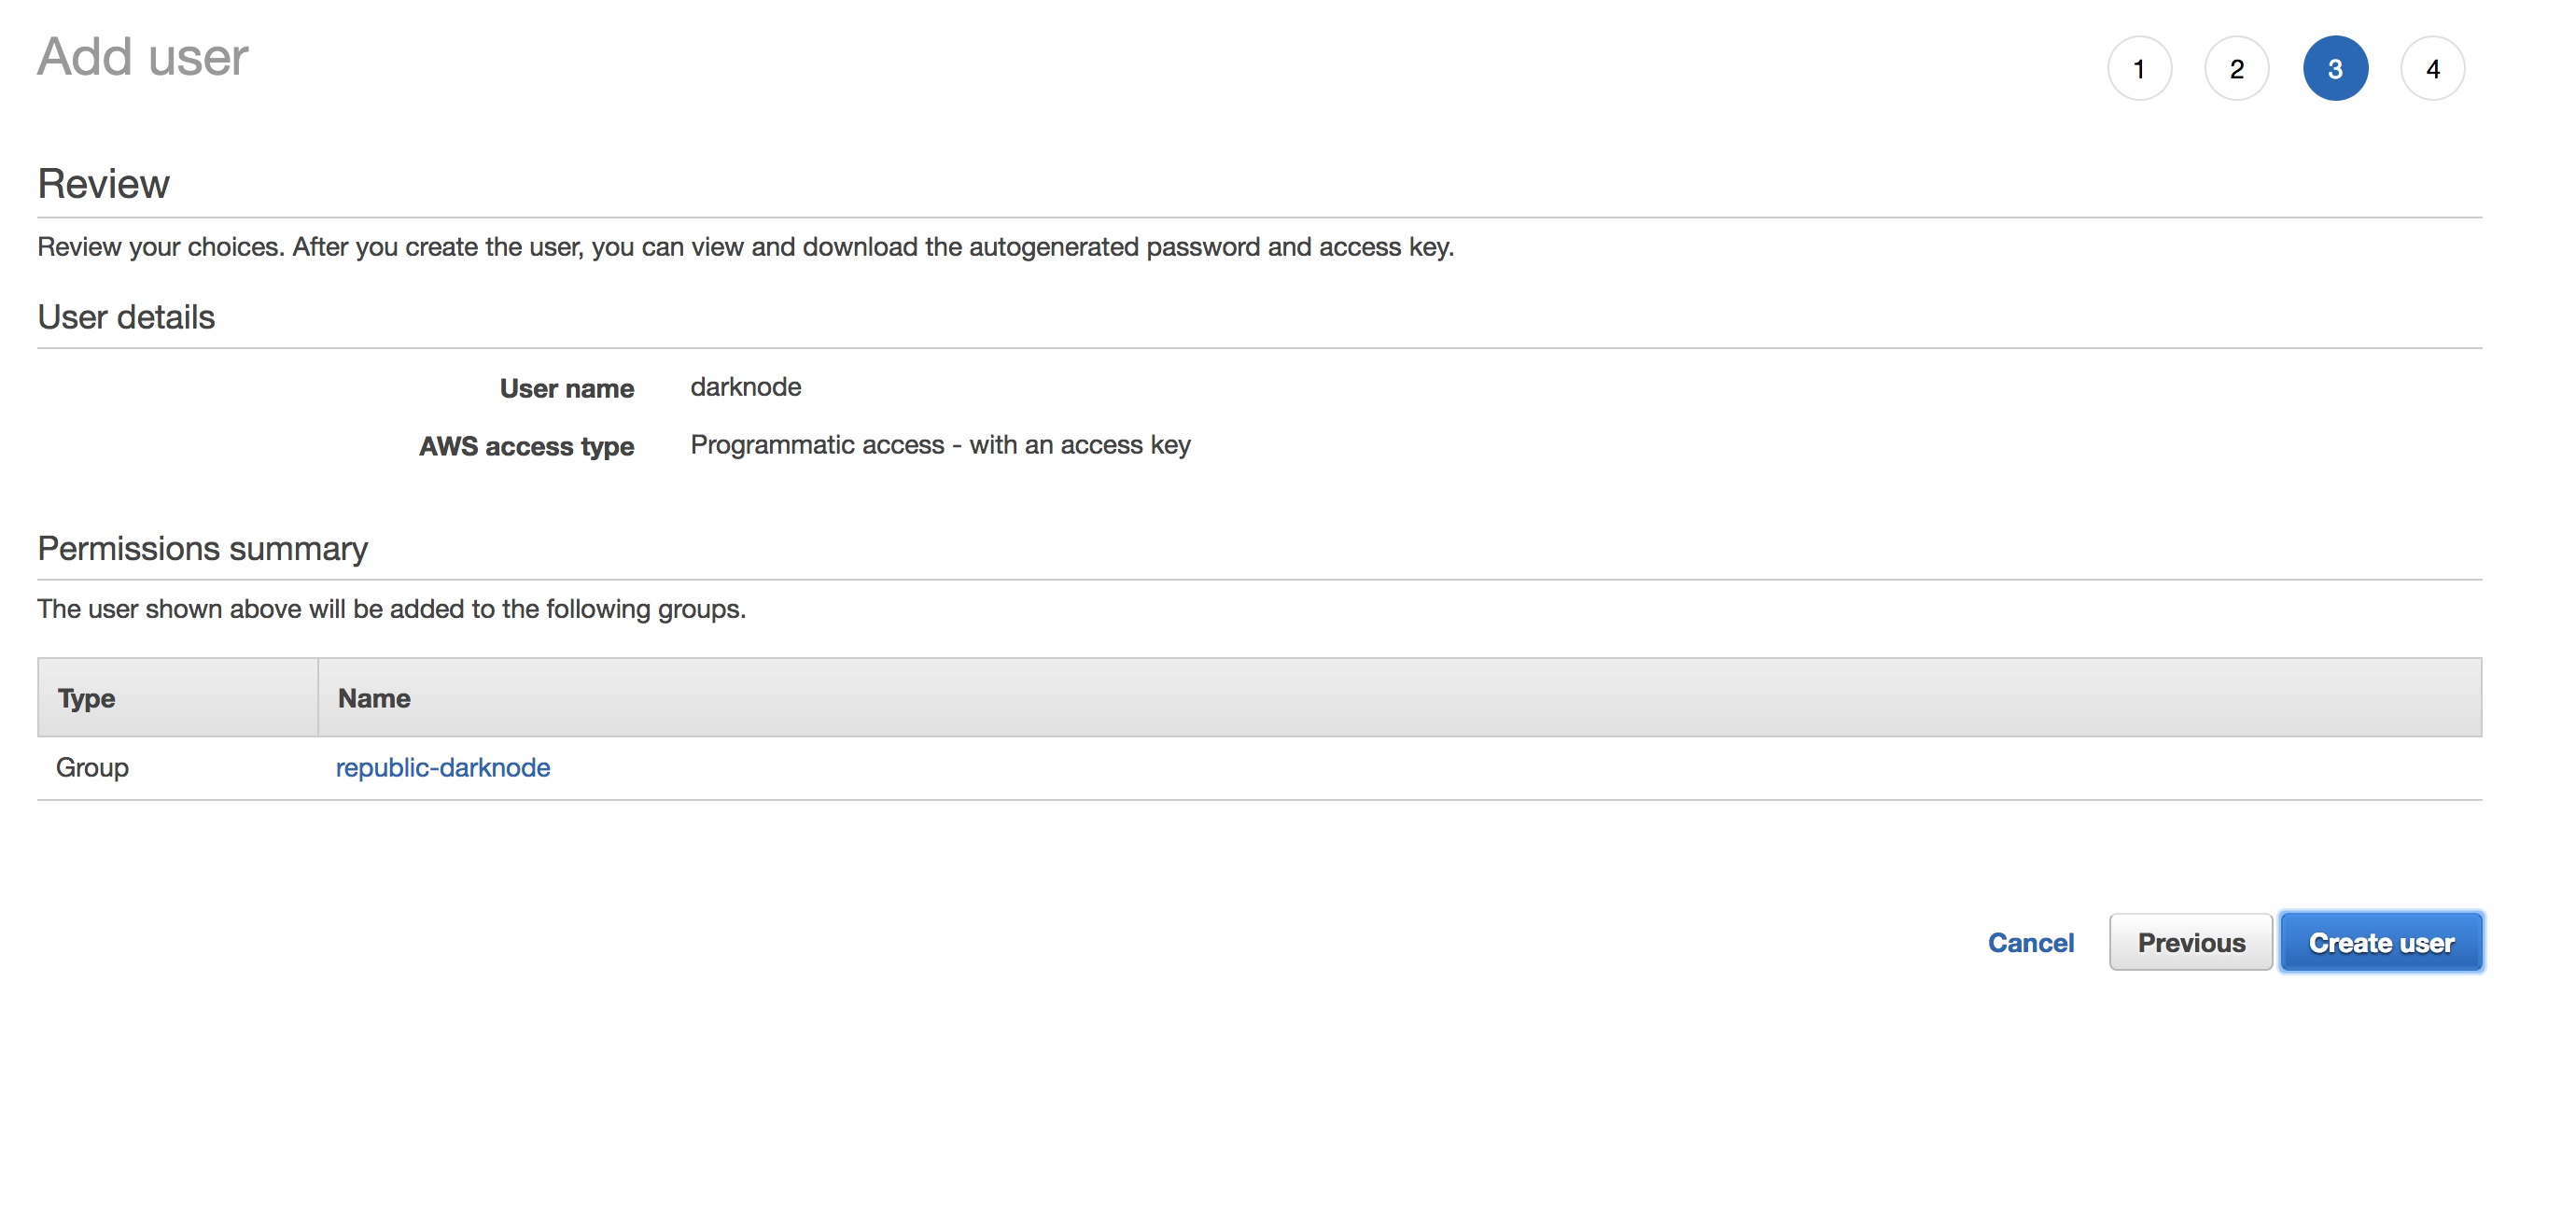 Add user
1 2 3 4
Review
Review your choices. After you create the user, you can view and download the autogenerated password and access key.
User details
User name darknode
AWS access type Programmatic access - with an access key
Permissions summary
The user shown above will be added to the following groups.
Type Name
Group republic-darknode
Cancel Previous Create user